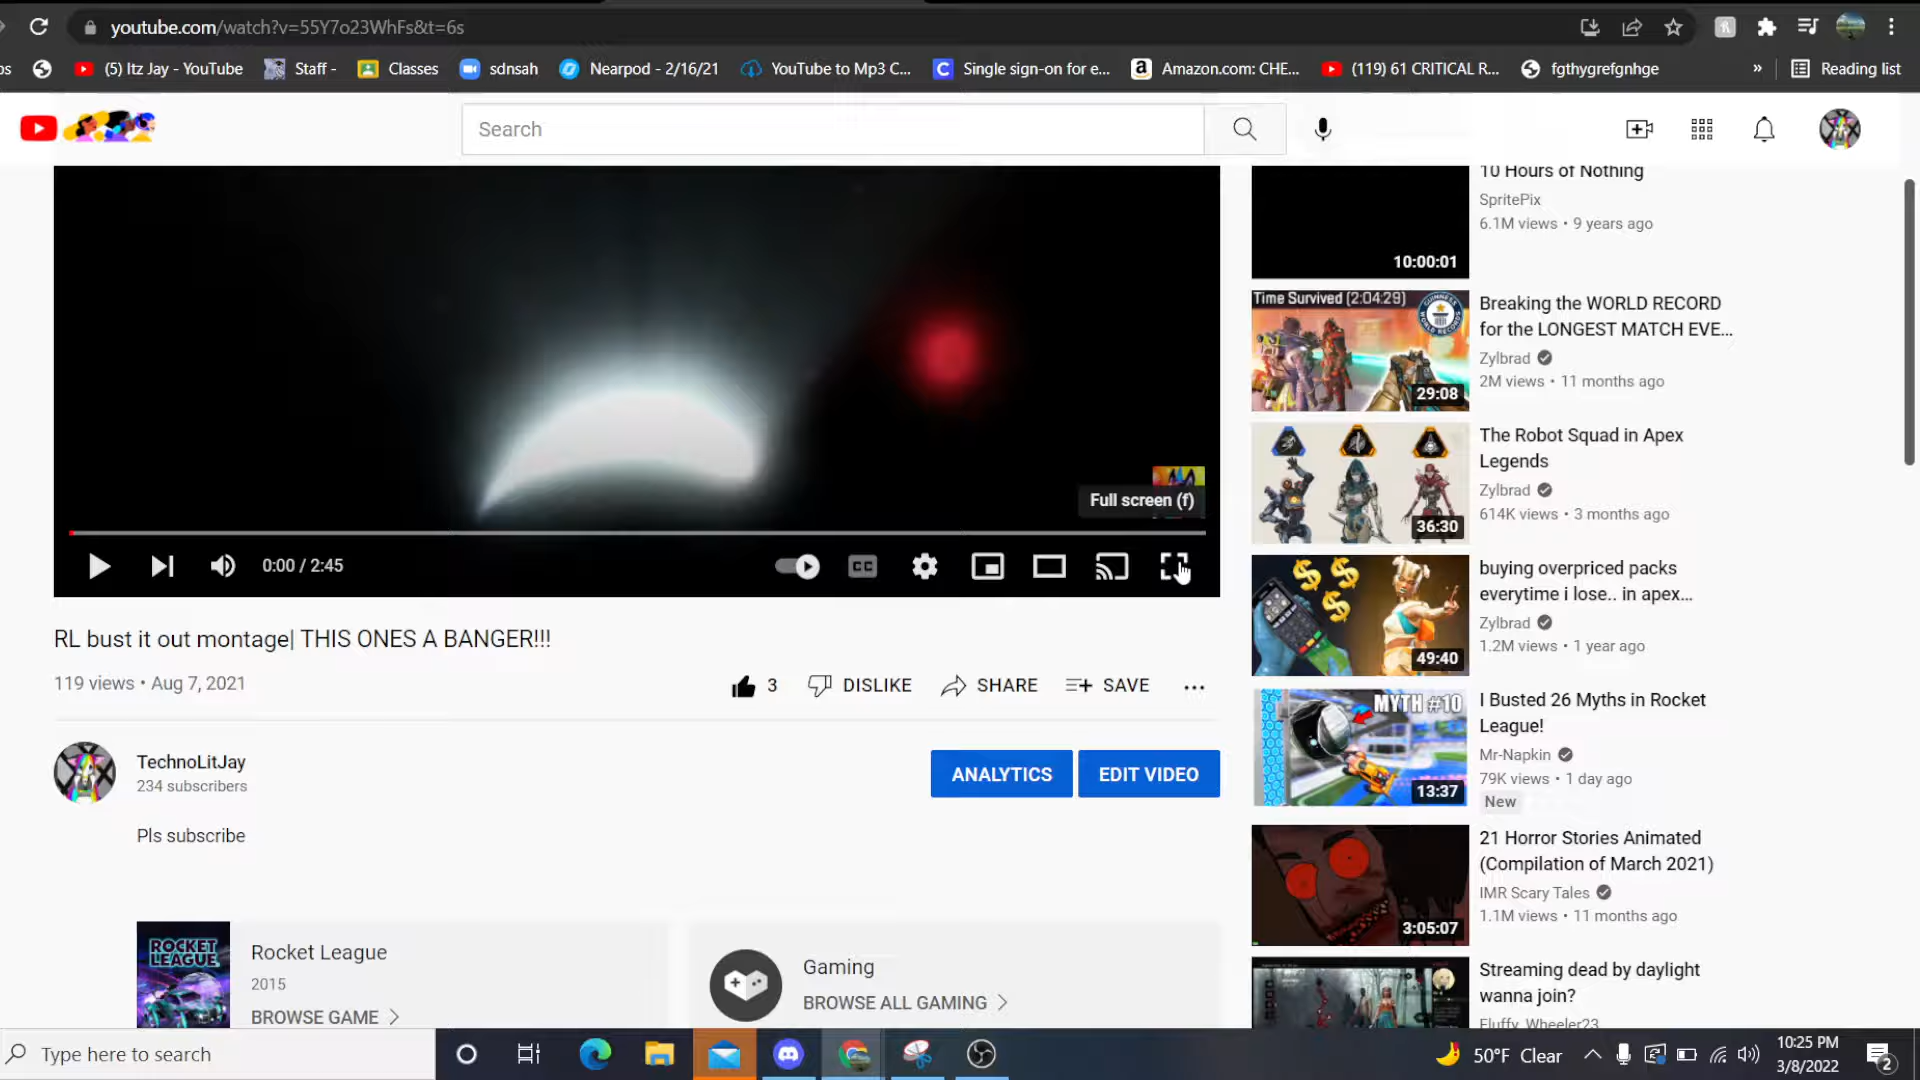 youtube.com/watch?v=55Y7o23WhFs&t=6s
ps
(5) Itz Jay - YouTube
Staff -
Classes
sdnsah
Nearpod - 2/16/21
YouTube to Mp3 C...
Single sign-on for e...
Amazon.com: CHE...
(119) 61 CRITICAL R...
fgthygrefgnhge
»
Reading list
Search
Full screen (f)
0:00 / 2:45
CC
RL bust it out montage| THIS ONES A BANGER!!!
119 views • Aug 7, 2021
3
DISLIKE
SHARE
SAVE
TechnoLitJay
234 subscribers
ANALYTICS
EDIT VIDEO
Pls subscribe
ROCKET LEAGUE
Rocket League
2015
BROWSE GAME
Gaming
BROWSE ALL GAMING
10:00:01
10 Hours of Nothing
SpritePix
6.1M views • 9 years ago
Time Survived (2:04:29)
29:08
Breaking the WORLD RECORD
for the LONGEST MATCH EVE...
Zylbrad
2M views • 11 months ago
36:30
The Robot Squad in Apex
Legends
Zylbrad
614K views • 3 months ago
49:40
buying overpriced packs
everytime i lose.. in apex...
Zylbrad
1.2M views • 1 year ago
MYTH #10
13:37
I Busted 26 Myths in Rocket
League!
Mr-Napkin
79K views • 1 day ago
New
3:05:07
21 Horror Stories Animated
(Compilation of March 2021)
IMR Scary Tales
1.1M views • 11 months ago
Streaming dead by daylight
wanna join?
Fluffy_Wheeler23
Type here to search
50°F Clear
10:25 PM
3/8/2022
2